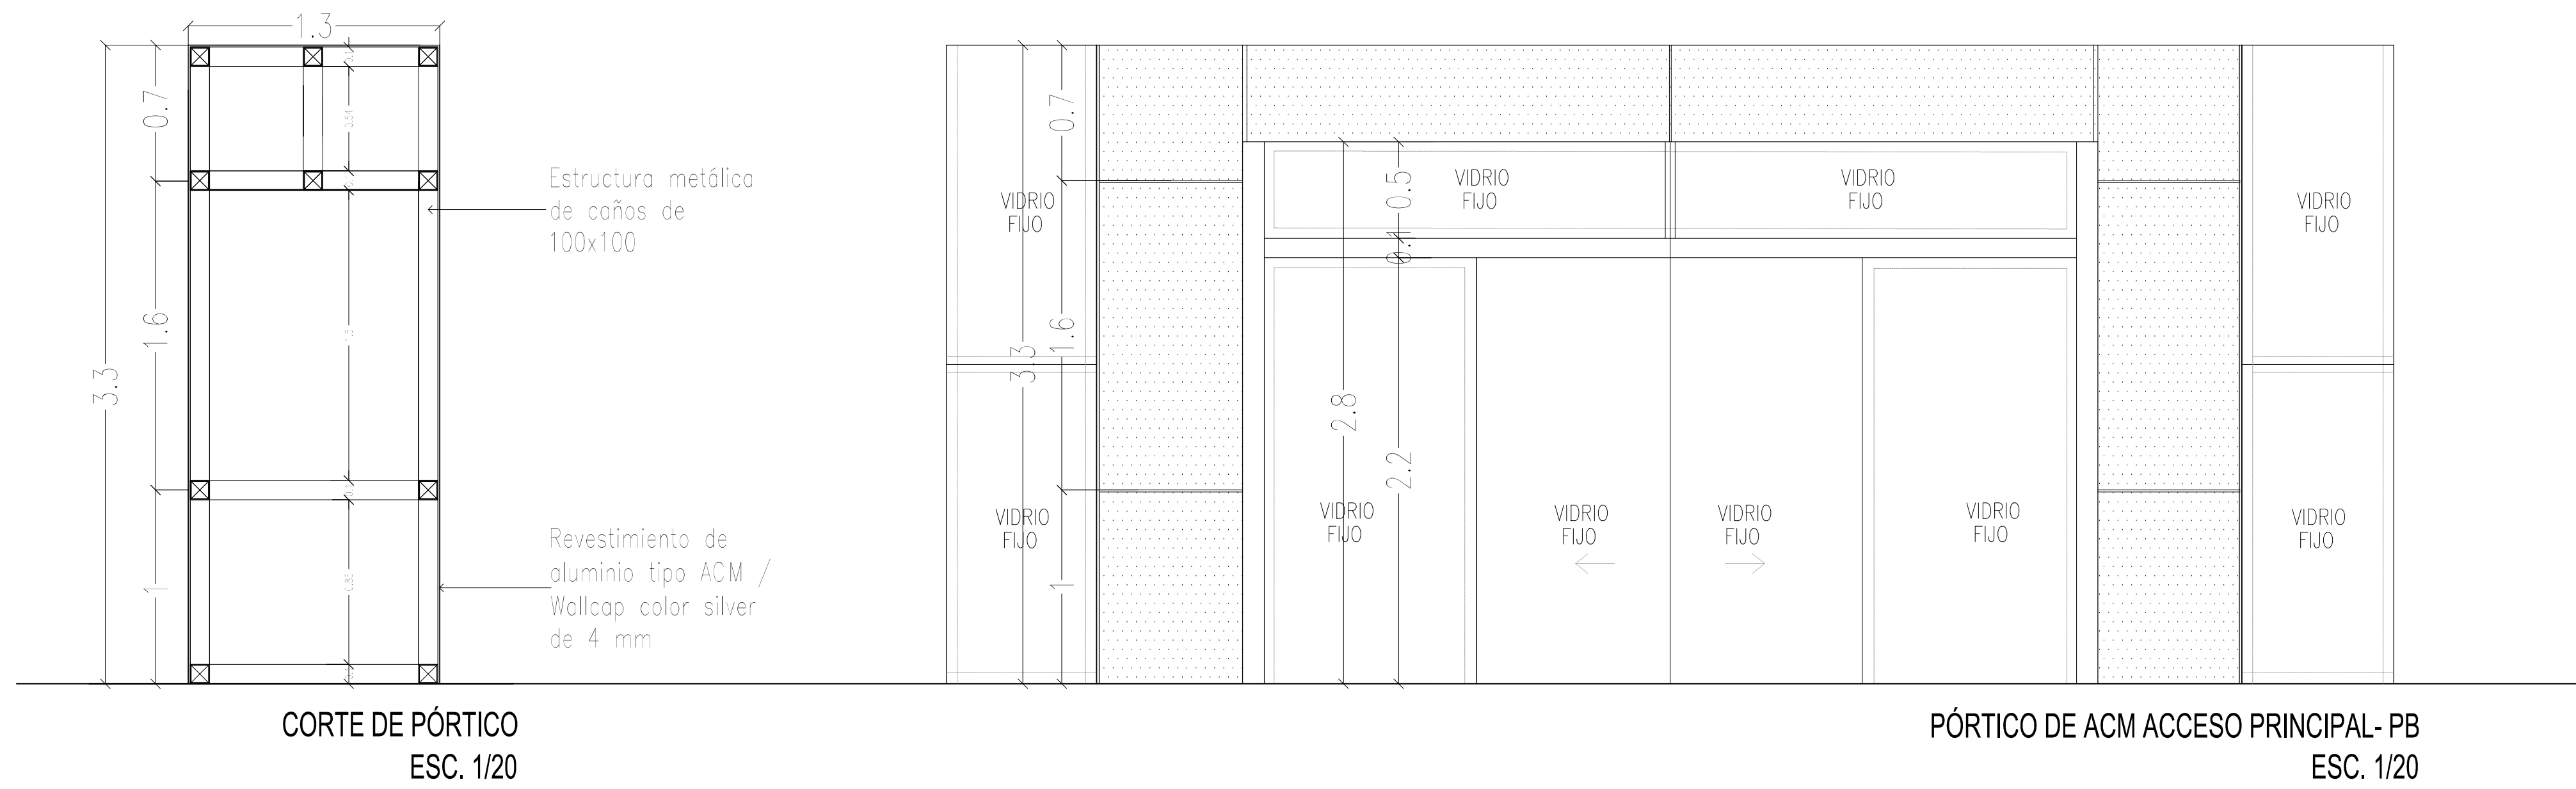 1.3
3.3
0.7
1.6
1
0.54
0.85
Estructura metálica
de caños de
100x100
Revestimiento de
aluminio tipo ACM /
Wallcap color silver
de 4 mm
CORTE DE PÓRTICO
ESC. 1/20
VIDRIO
FIJO
VIDRIO
FIJO
3.3
0.7
1.6
1
VIDRIO
FIJO
VIDRIO
FIJO
0.5
0.1
2.8
2.2
VIDRIO
FIJO
VIDRIO
FIJO
VIDRIO
FIJO
VIDRIO
FIJO
VIDRIO
FIJO
VIDRIO
FIJO
PÓRTICO DE ACM ACCESO PRINCIPAL- PB
ESC. 1/20